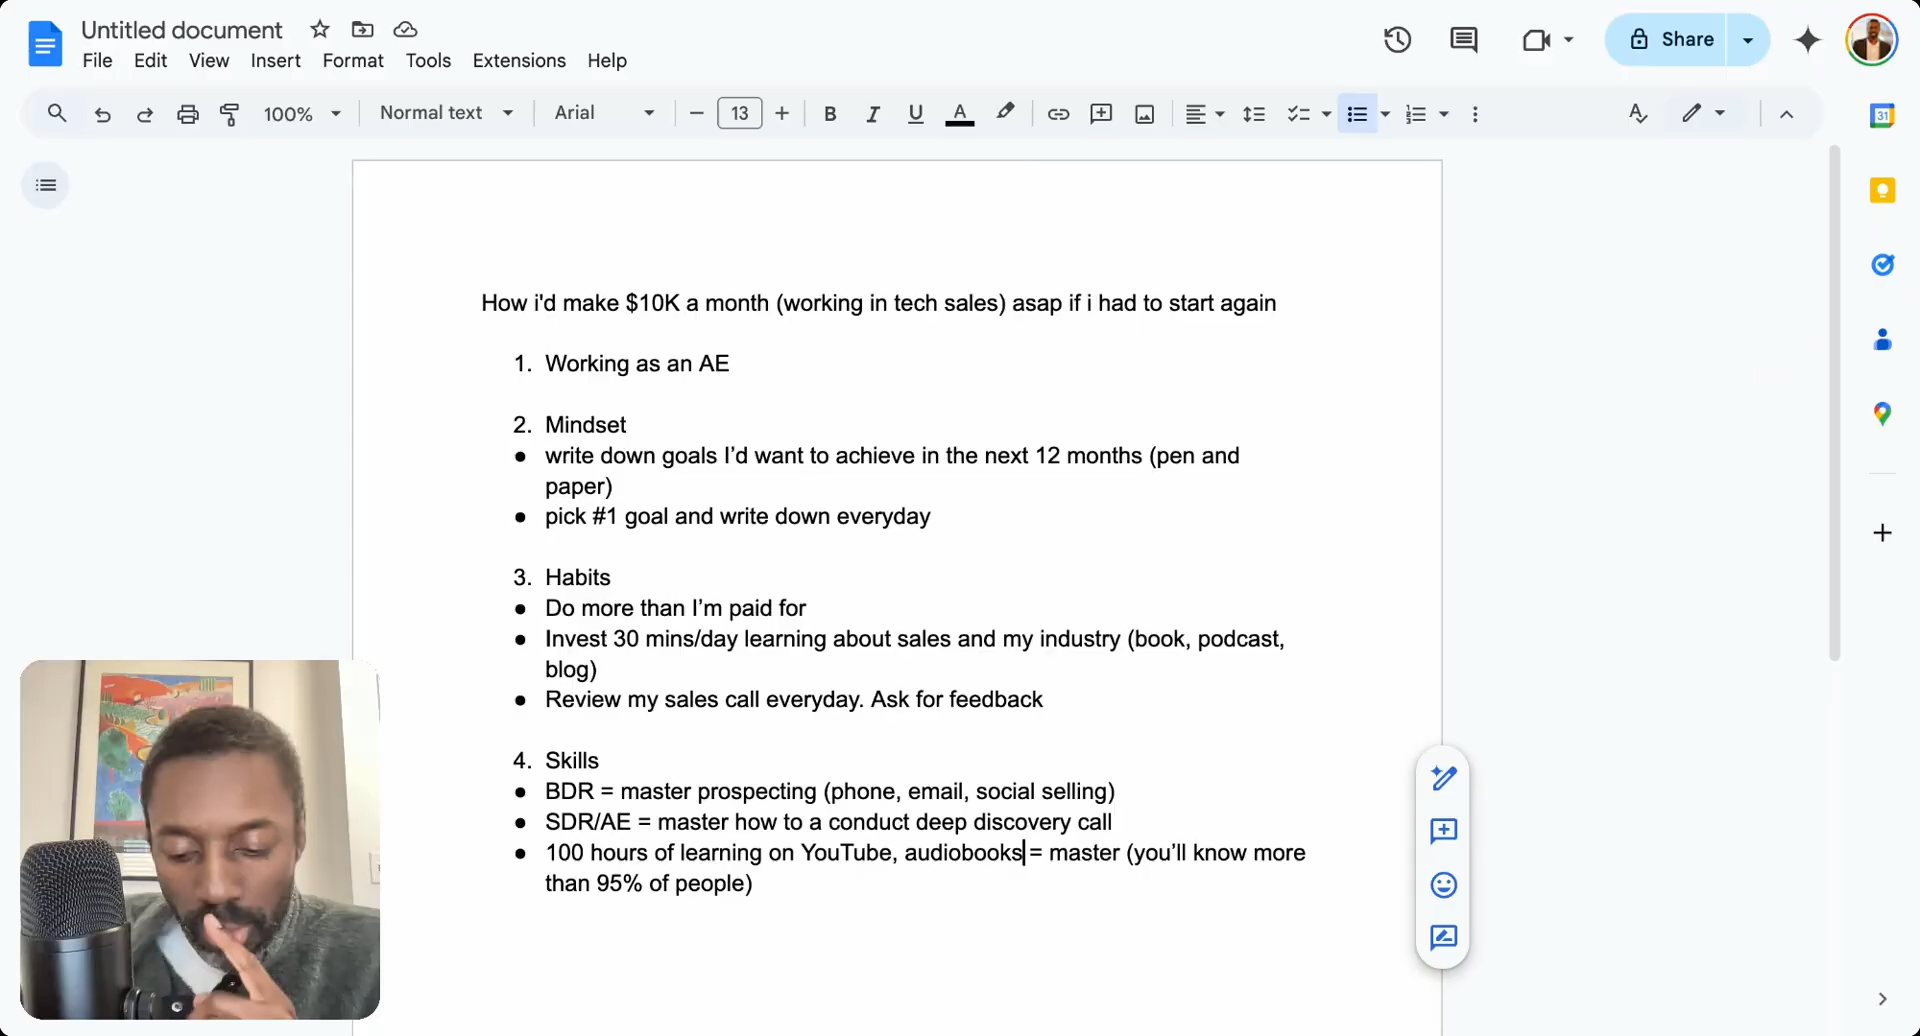 Untitled document
File Edit View Insert Format Tools Extensions Help
Share
100% Normal text Arial 13 B I U A
31
How i'd make $10K a month (working in tech sales) asap if i had to start again
1. Working as an AE
2. Mindset
● write down goals I’d want to achieve in the next 12 months (pen and
paper)
● pick #1 goal and write down everyday
3. Habits
● Do more than I’m paid for
● Invest 30 mins/day learning about sales and my industry (book, podcast,
blog)
● Review my sales call everyday. Ask for feedback
4. Skills
● BDR = master prospecting (phone, email, social selling)
● SDR/AE = master how to a conduct deep discovery call
● 100 hours of learning on YouTube, audiobooks = master (you’ll know more
than 95% of people)